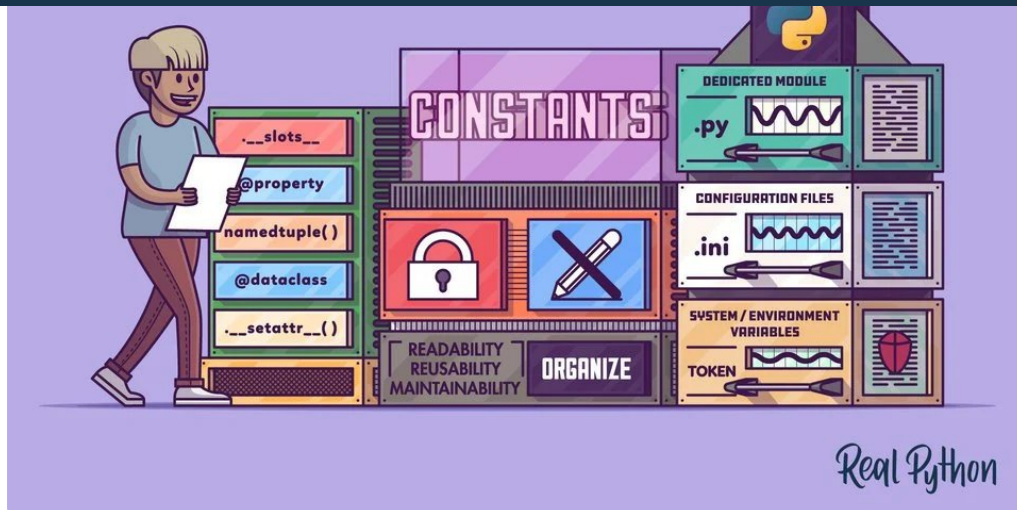 .__slots__
@property
namedtuple()
@dataclass
.__setattr__()
CONSTANTS
READABILITY
REUSABILITY
MAINTAINABILITY
ORGANIZE
DEDICATED MODULE
.py
CONFIGURATION FILES
.ini
SYSTEM / ENVIRONMENT
VARIABLES
TOKEN
Real Python